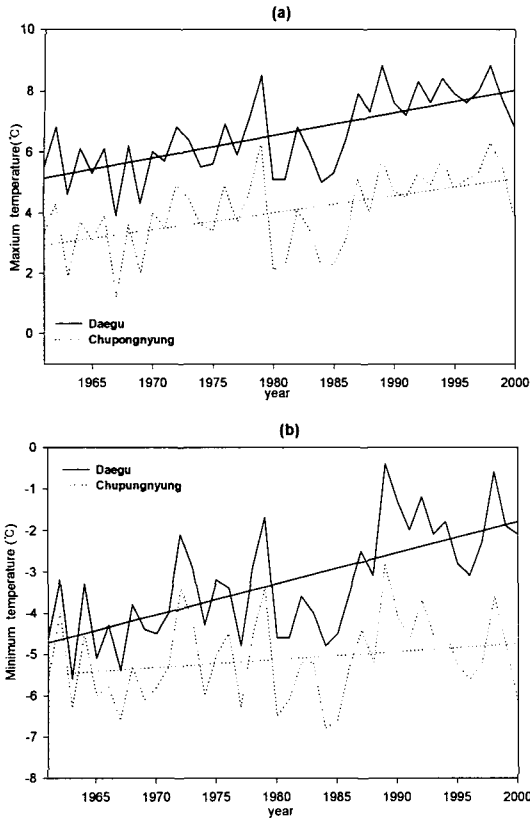 (a)
Maxium temperature(℃)
10
8
6
4
2
0
Daegu
Chupongnyung
1965 1970 1975 1980 1985 1990 1995 2000
year
(b)
Minimum temperature (℃)
-0
-1
-2
-3
-4
-5
-6
-7
-8
Daegu
Chupungnyung
1965 1970 1975 1980 1985 1990 1995 2000
year